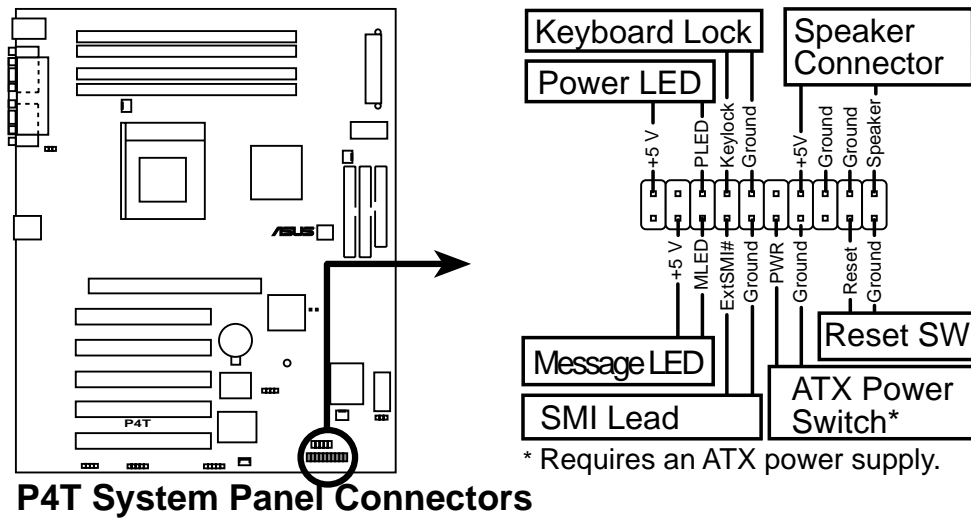 Keyboard Lock
Speaker
Connector
Power LED
+5 V
PLED
Keylock
Ground
+5V
Ground
Ground
Speaker
+5 V
MLED
ExtSMI#
Ground
PWR
Ground
Reset
Ground
Reset SW
Message LED
ATX Power
Switch*
SMI Lead
* Requires an ATX power supply.
ASUS
P4T
P4T System Panel Connectors